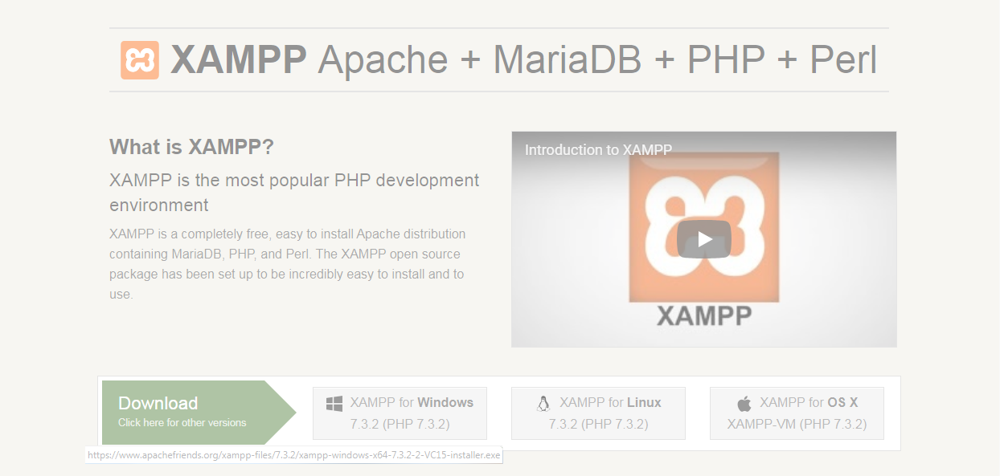 XAMPP Apache + MariaDB + PHP + Perl
What is XAMPP?
XAMPP is the most popular PHP development
environment
XAMPP is a completely free, easy to install Apache distribution
containing MariaDB, PHP, and Perl. The XAMPP open source
package has been set up to be incredibly easy to install and to
use.
Introduction to XAMPP
XAMPP
Download
Click here for other versions
XAMPP for Windows
7.3.2 (PHP 7.3.2)
XAMPP for Linux
7.3.2 (PHP 7.3.2)
XAMPP for OS X
XAMPP-VM (PHP 7.3.2)
https://www.apachefriends.org/xampp-files/7.3.2/xampp-windows-x64-7.3.2-2-VC15-installer.exe